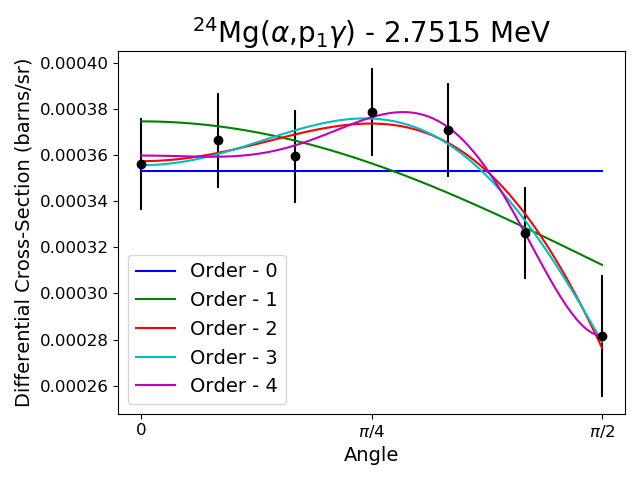 ²⁴Mg(α,p₁γ) - 2.7515 MeV
Differential Cross-Section (barns/sr)
0.00040
0.00038
0.00036
0.00034
0.00032
0.00030
0.00028
0.00026
Order - 0
Order - 1
Order - 2
Order - 3
Order - 4
0
π/4
π/2
Angle